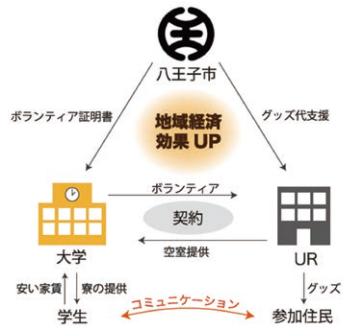 八王子市
ボランティア証明書
グッズ代支援
地域経済
効果 UP
ボランティア
契約
空室提供
大学
UR
安い家賃
寮の提供
グッズ
コミュニケーション
学生
参加住民